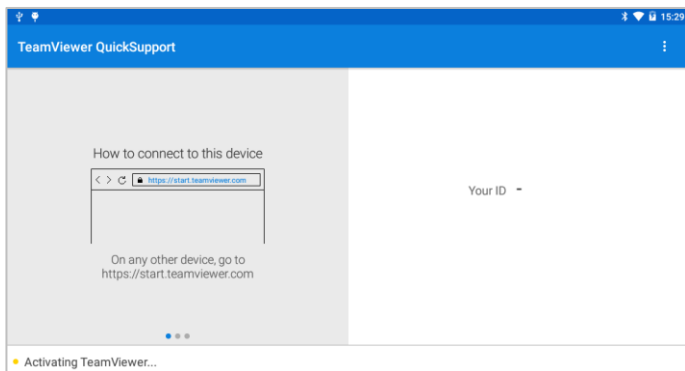 15:29
TeamViewer QuickSupport
How to connect to this device
https://start.teamviewer.com
On any other device, go to
https://start.teamviewer.com
Your ID -
Activating TeamViewer...